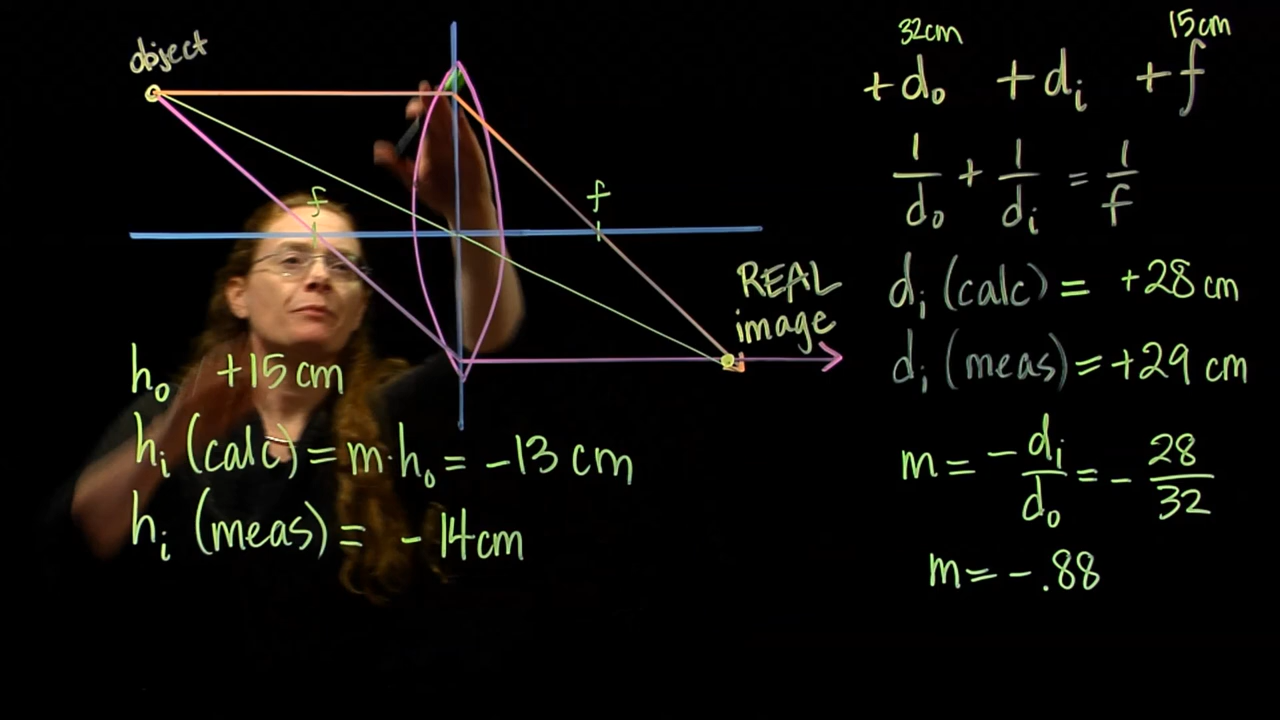 object
f
f
REAL
image
h₀ +15 cm
hᵢ (calc) = m·h₀ = -13 cm
hᵢ (meas) = - 14cm
32cm 15cm
+d₀ +dᵢ +f
1/d₀ + 1/dᵢ = 1/f
dᵢ (calc) = +28 cm
dᵢ (meas) = +29 cm
m = - dᵢ/d₀ = - 28/32
m = - .88